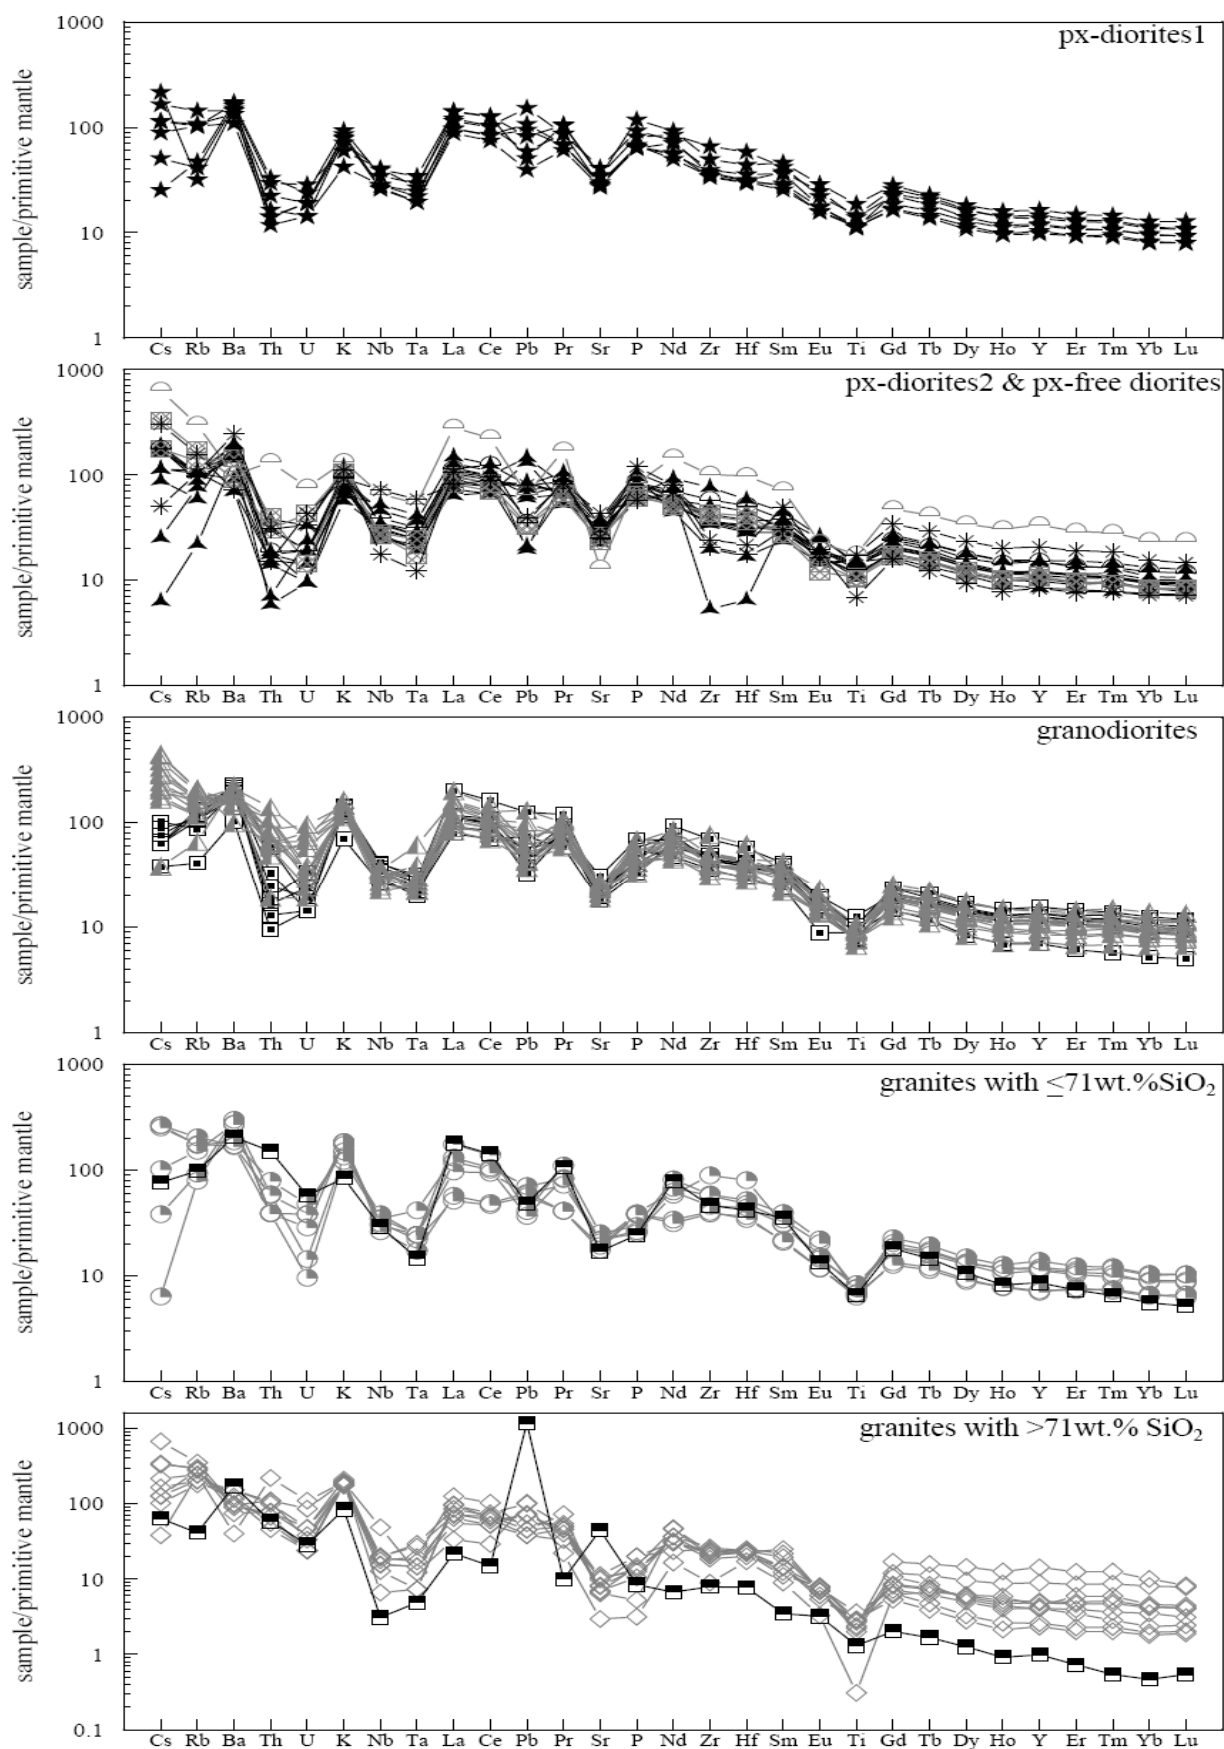 px-diorites1
1000
100
10
1
sample/primitive mantle
Cs Rb Ba Th U K Nb Ta La Ce Pb Pr Sr P Nd Zr Hf Sm Eu Ti Gd Tb Dy Ho Y Er Tm Yb Lu
px-diorites2 & px-free diorites
1000
100
10
1
sample/primitive mantle
Cs Rb Ba Th U K Nb Ta La Ce Pb Pr Sr P Nd Zr Hf Sm Eu Ti Gd Tb Dy Ho Y Er Tm Yb Lu
granodiorites
1000
100
10
1
sample/primitive mantle
Cs Rb Ba Th U K Nb Ta La Ce Pb Pr Sr P Nd Zr Hf Sm Eu Ti Gd Tb Dy Ho Y Er Tm Yb Lu
granites with ≤71wt.%SiO₂
1000
100
10
1
sample/primitive mantle
Cs Rb Ba Th U K Nb Ta La Ce Pb Pr Sr P Nd Zr Hf Sm Eu Ti Gd Tb Dy Ho Y Er Tm Yb Lu
granites with >71wt.% SiO₂
1000
100
10
1
0.1
sample/primitive mantle
Cs Rb Ba Th U K Nb Ta La Ce Pb Pr Sr P Nd Zr Hf Sm Eu Ti Gd Tb Dy Ho Y Er Tm Yb Lu